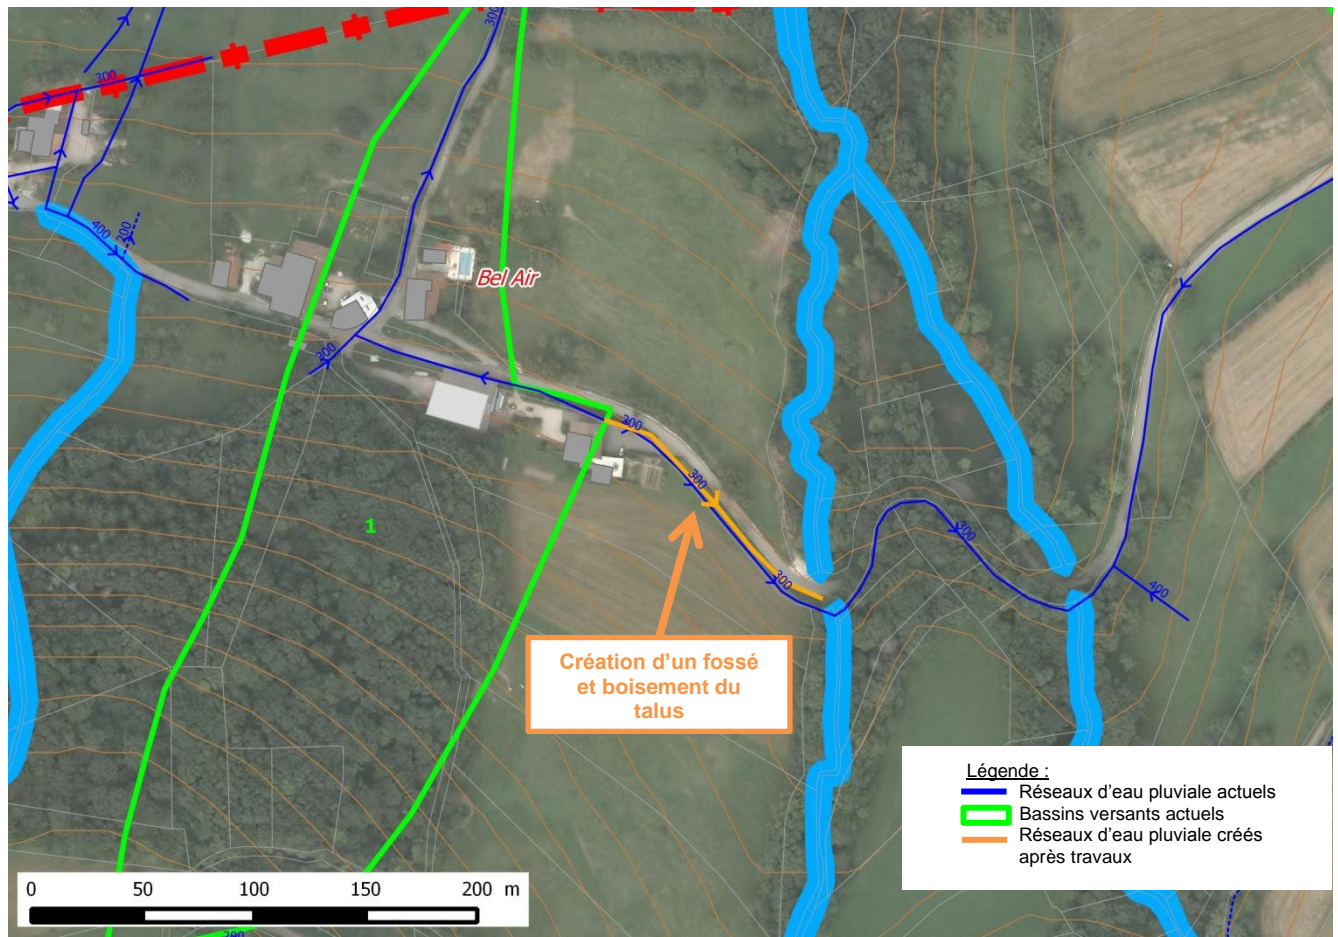 300
300
400
200
Bel Air
300
300
300
300
300
400
1
Création d'un fossé
et boisement du
talus
Légende :
Réseaux d'eau pluviale actuels
Bassins versants actuels
Réseaux d'eau pluviale créés
après travaux
0 50 100 150 200 m
200